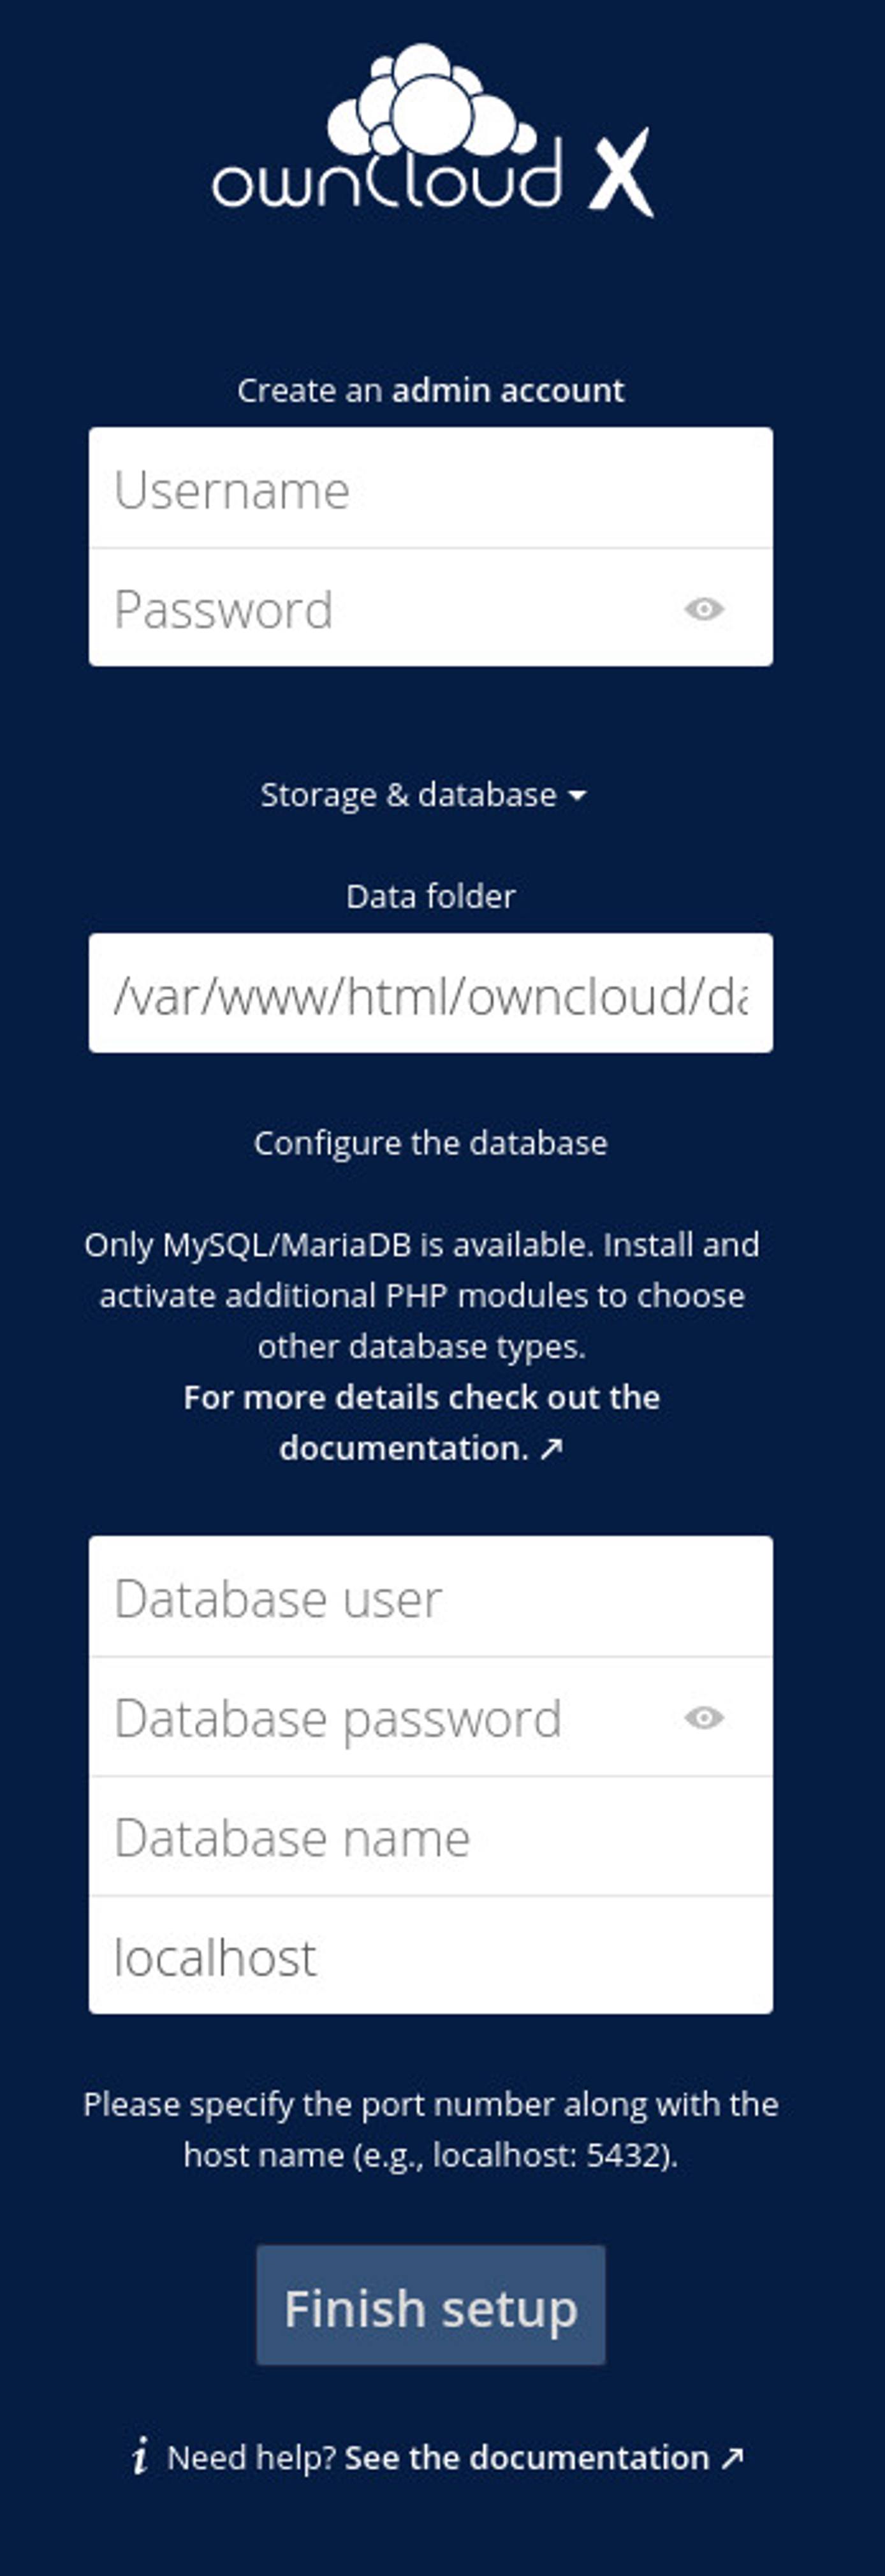 ownCloud X
Create an admin account
Username
Password
Storage & database
Data folder
/var/www/html/owncloud/da
Configure the database
Only MySQL/MariaDB is available. Install and
activate additional PHP modules to choose
other database types.
For more details check out the
documentation. ↗
Database user
Database password
Database name
localhost
Please specify the port number along with the
host name (e.g., localhost: 5432).
Finish setup
i Need help? See the documentation ↗